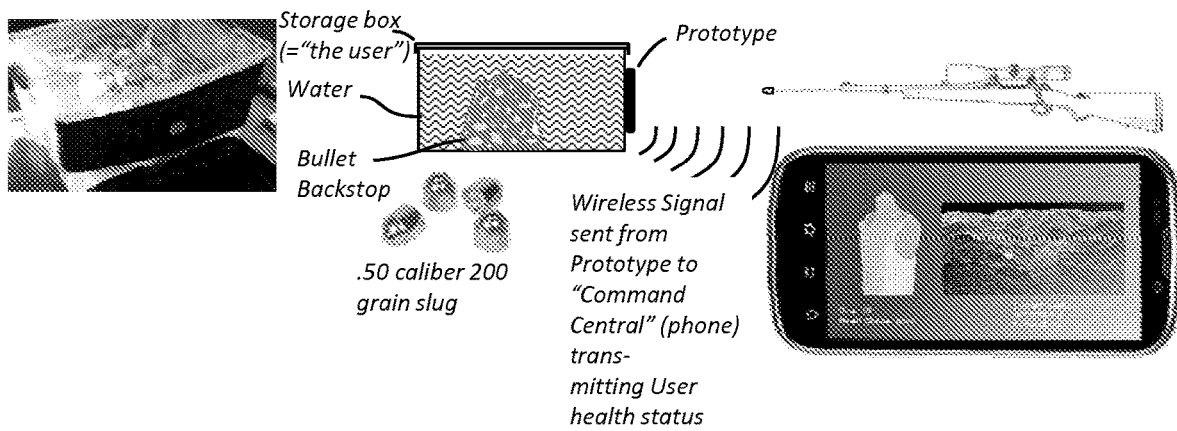 Storage box
(="the user")
Water
Bullet
Backstop
.50 caliber 200
grain slug
Prototype
Wireless Signal
sent from
Prototype to
“Command
Central” (phone)
trans-
mitting User
health status